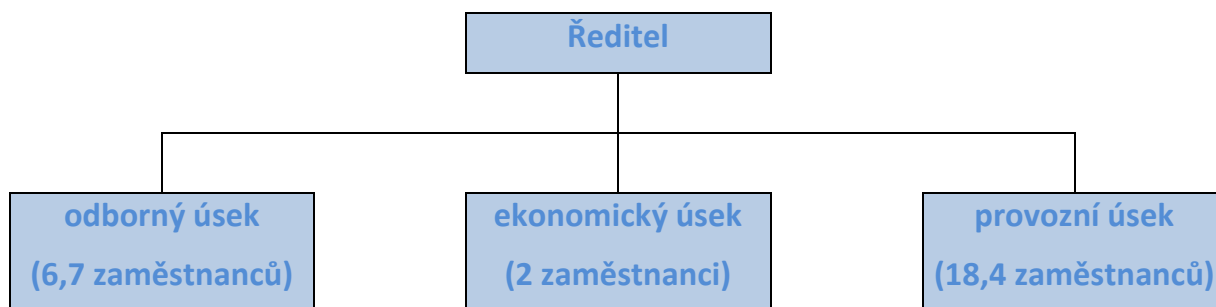 Ředitel
odborný úsek
(6,7 zaměstnanců)
ekonomický úsek
(2 zaměstnanci)
provozní úsek
(18,4 zaměstnanců)